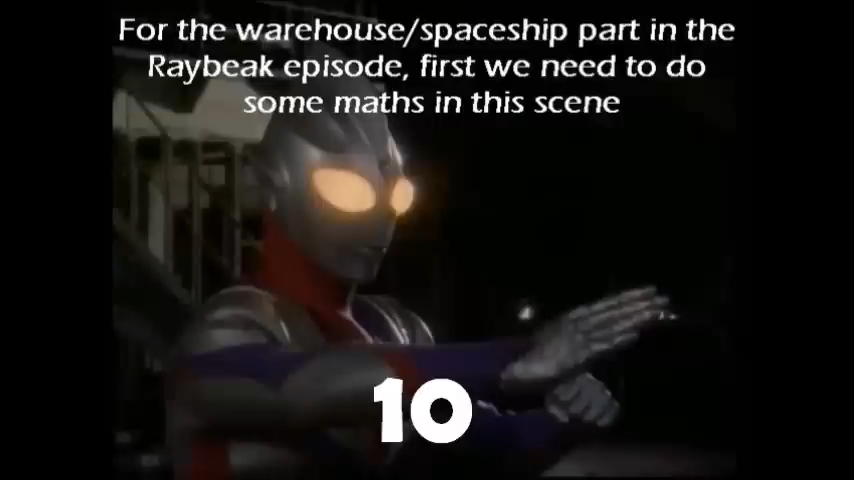 For the warehouse/spaceship part in the
Raybeak episode, first we need to do
some maths in this scene
10